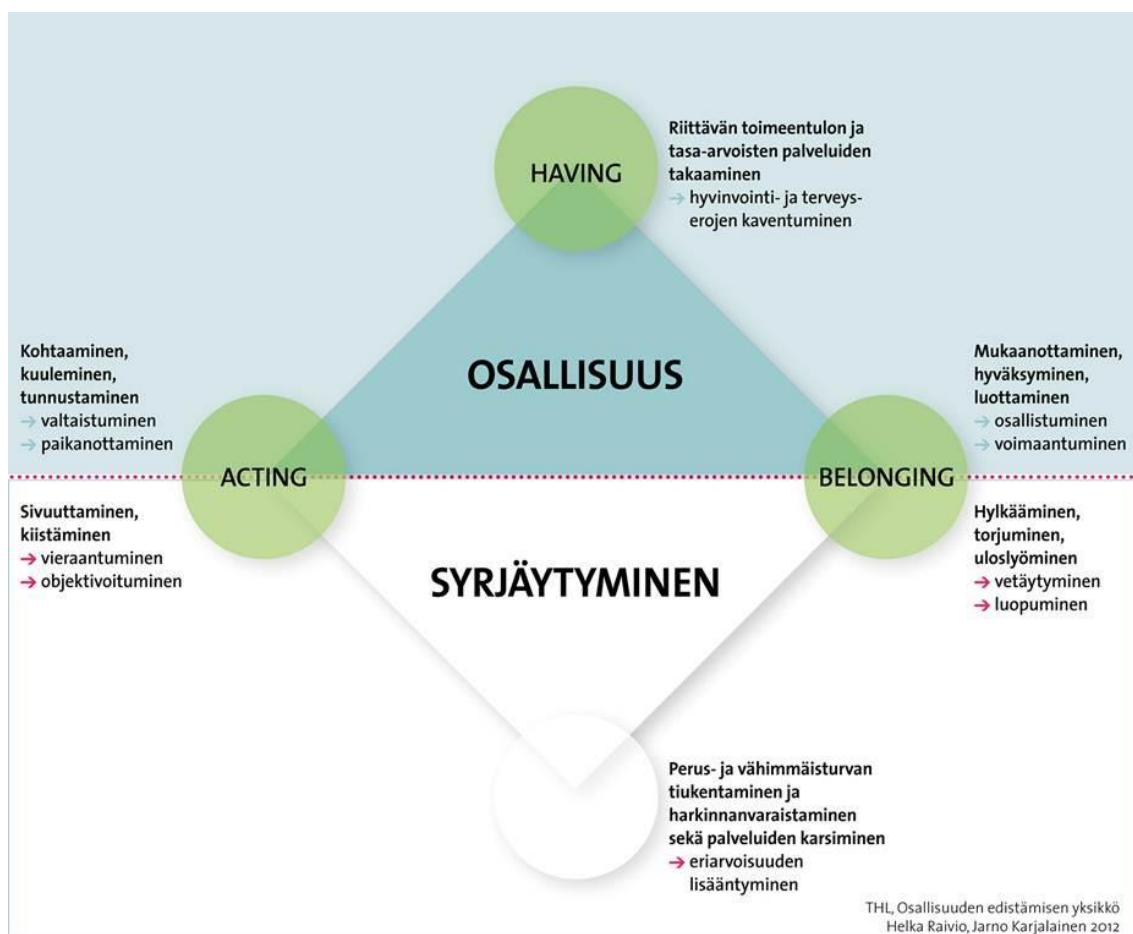 HAVING
Riittävän toimeentulon ja
tasa-arvoisten palveluiden
takaaminen
→ hyvinvointi- ja terveys-
erojen kaventuminen
OSALLISUUS
Kohtaaminen,
kuuleminen,
tunnustaminen
→ valtaistuminen
→ paikanottaminen
Mukaanottaminen,
hyväksyminen,
luottaminen
→ osallistuminen
→ voimaantuminen
ACTING
BELONGING
Sivuuttaminen,
kiistäminen
→ vieraantuminen
→ objektivoituminen
SYRJÄYTYMINEN
Hylkääminen,
torjuminen,
uloslyöminen
→ vetäytyminen
→ luopuminen
Perus- ja vähimmäisturvan
tiukentaminen ja
harkinnanvaraistaminen
sekä palveluiden karsiminen
→ eriarvoisuuden
lisääntyminen
THL, Osallisuuden edistämisen yksikkö
Helka Raivio, Jarno Karjalainen 2012